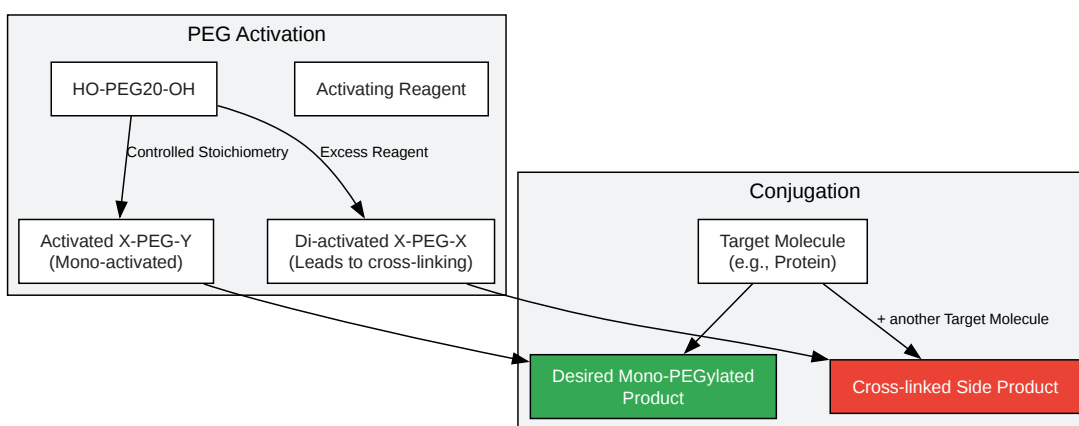 PEG Activation
HO-PEG20-OH
Activating Reagent
Controlled Stoichiometry
Excess Reagent
Activated X-PEG-Y
(Mono-activated)
Di-activated X-PEG-X
(Leads to cross-linking)
Conjugation
Target Molecule
(e.g., Protein)
+ another Target Molecule
Desired Mono-PEGylated
Product
Cross-linked Side Product